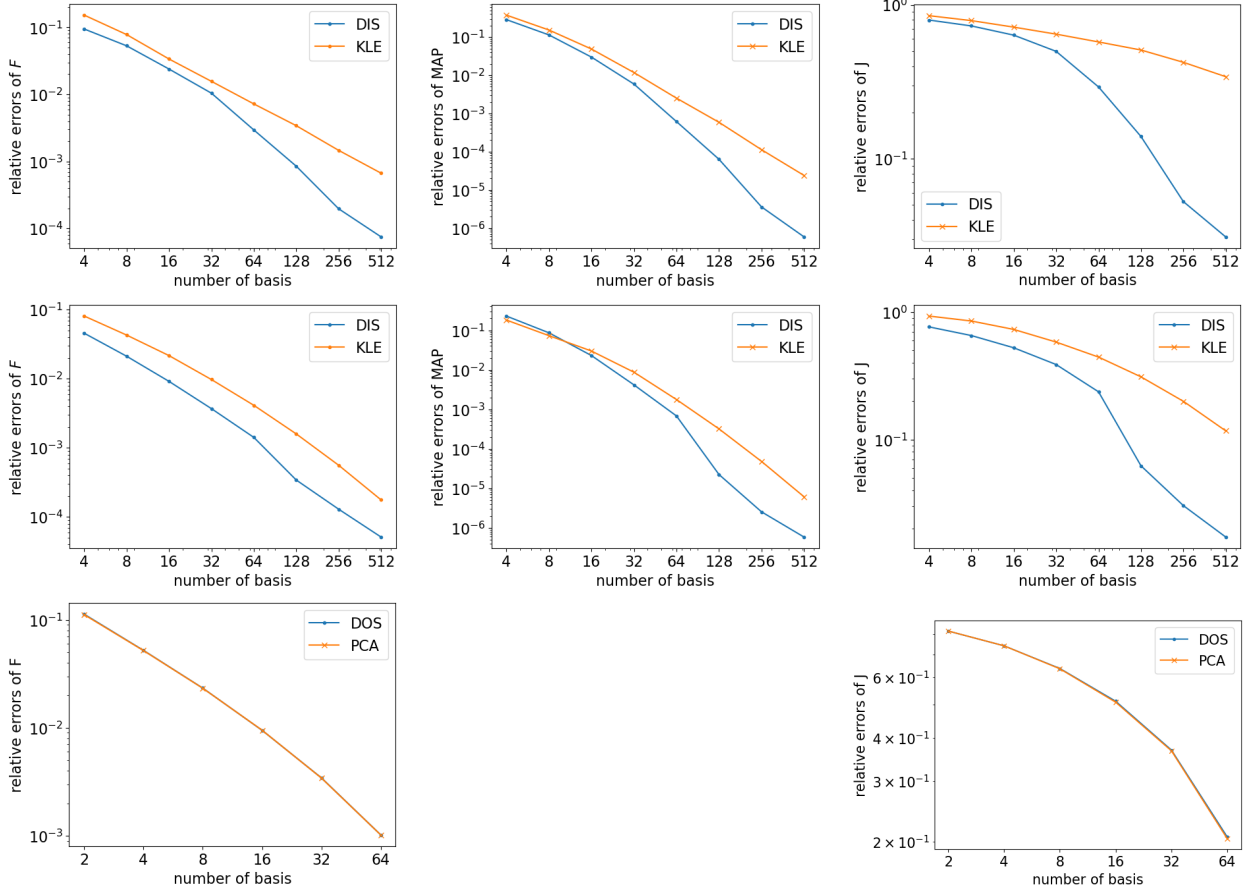 relative errors of F
10⁻¹
10⁻²
10⁻³
10⁻⁴
DIS
KLE
4 8 16 32 64 128 256 512
number of basis
relative errors of MAP
10⁻¹
10⁻²
10⁻³
10⁻⁴
10⁻⁵
10⁻⁶
DIS
KLE
4 8 16 32 64 128 256 512
number of basis
relative errors of J
10⁰
10⁻¹
DIS
KLE
4 8 16 32 64 128 256 512
number of basis
relative errors of F
10⁻¹
10⁻²
10⁻³
10⁻⁴
DIS
KLE
4 8 16 32 64 128 256 512
number of basis
relative errors of MAP
10⁻¹
10⁻²
10⁻³
10⁻⁴
10⁻⁵
10⁻⁶
DIS
KLE
4 8 16 32 64 128 256 512
number of basis
relative errors of J
10⁰
10⁻¹
DIS
KLE
4 8 16 32 64 128 256 512
number of basis
relative errors of F
10⁻¹
10⁻²
10⁻³
DOS
PCA
2 4 8 16 32 64
number of basis
relative errors of J
6 × 10⁻¹
4 × 10⁻¹
3 × 10⁻¹
2 × 10⁻¹
DOS
PCA
2 4 8 16 32 64
number of basis